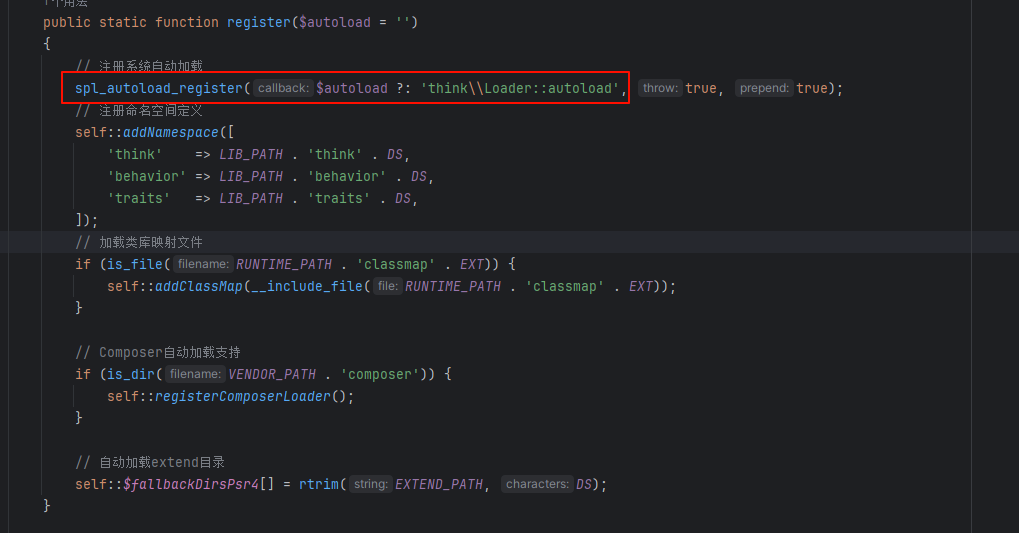 1个用法
public static function register($autoload = '')
{
// 注册系统自动加载
spl_autoload_register( callback: $autoload ?: 'think\\Loader::autoload', throw: true, prepend: true);
// 注册命名空间定义
self::addNamespace([
'think'    => LIB_PATH . 'think' . DS,
'behavior' => LIB_PATH . 'behavior' . DS,
'traits'   => LIB_PATH . 'traits' . DS,
]);
// 加载类库映射文件
if (is_file( filename: RUNTIME_PATH . 'classmap' . EXT)) {
self::addClassMap(__include_file( file: RUNTIME_PATH . 'classmap' . EXT));
}
// Composer自动加载支持
if (is_dir( filename: VENDOR_PATH . 'composer')) {
self::registerComposerLoader();
}
// 自动加载extend目录
self::$fallbackDirsPsr4[] = rtrim( string: EXTEND_PATH, characters: DS);
}